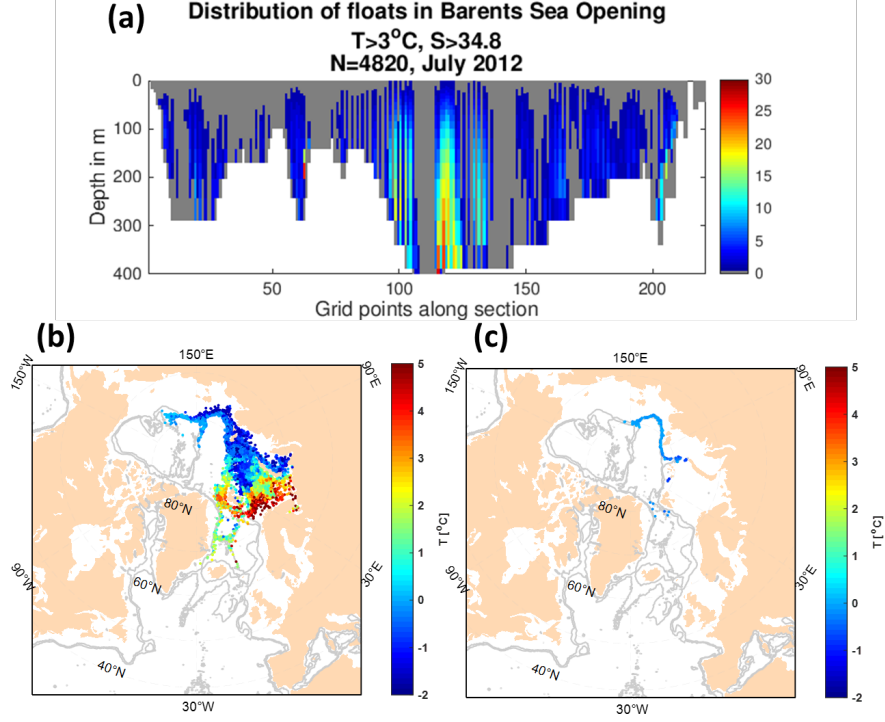 (a)
Distribution of floats in Barents Sea Opening
T>3°C, S>34.8
N=4820, July 2012
Depth in m
0
100
200
300
400
50
100
150
200
Grid points along section
30
25
20
15
10
5
0
(b)
150°W
150°E
90°E
80°N
60°N
40°N
90°W
30°E
30°W
5
4
3
2
1
0
-1
-2
T [°C]
(c)
150°W
150°E
90°E
80°N
60°N
40°N
90°W
30°E
30°W
5
4
3
2
1
0
-1
-2
T [°C]